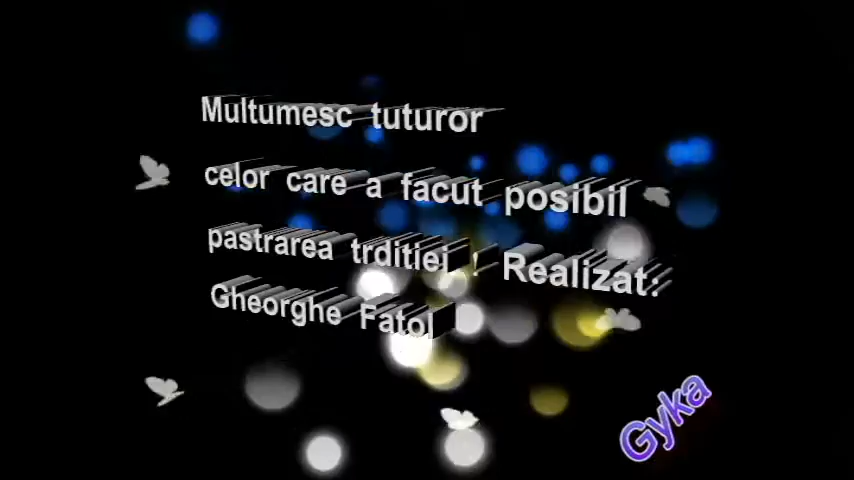 Multumesc tuturor
celor care a facut posibil
pastrarea trditiei ! Realizat:
Gheorghe Fatol
Gyka